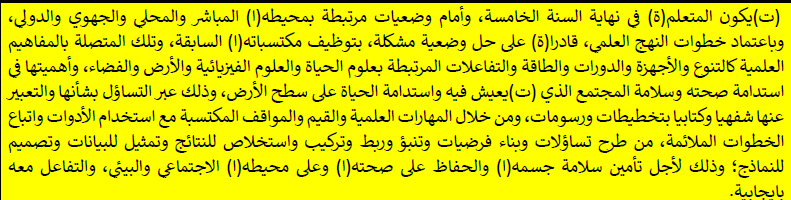 (ت)يكون المتعلم(ة) في نهاية السنة الخامسة، وأمام وضعيات مرتبطة بمحيطه(ا) المباشر والمحلي والجهوي والدولي،
وباعتماد خطوات النهج العلمي، قادرا(ة) على حل وضعية مشكلة، بتوظيف مكتسباته(ا) السابقة، وتلك المتصلة بالمفاهيم
العلمية كالتنوع والأجهزة والدورات والطاقة والتفاعلات المرتبطة بعلوم الحياة والعلوم الفيزيائية والأرض والفضاء، وأهميتها في
استدامة صحته وسلامة المجتمع الذي (ت)يعيش فيه واستدامة الحياة على سطح الأرض، وذلك عبر التساؤل بشأنها والتعبير
عنها شفهيا وكتابيا بتخطيطات ورسومات، ومن خلال المهارات العلمية والقيم والمواقف المكتسبة مع استخدام الأدوات واتباع
الخطوات الملائمة، من طرح تساؤلات وبناء فرضيات وتنبؤ وربط وتركيب واستخلاص للنتائج وتمثيل للبيانات وتصميم
للنماذج؛ وذلك لأجل تأمين سلامة جسمه(ا) والحفاظ على صحته(ا) وعلى محيطه(ا) الاجتماعي والبيئي، والتفاعل معه
بإيجابية.